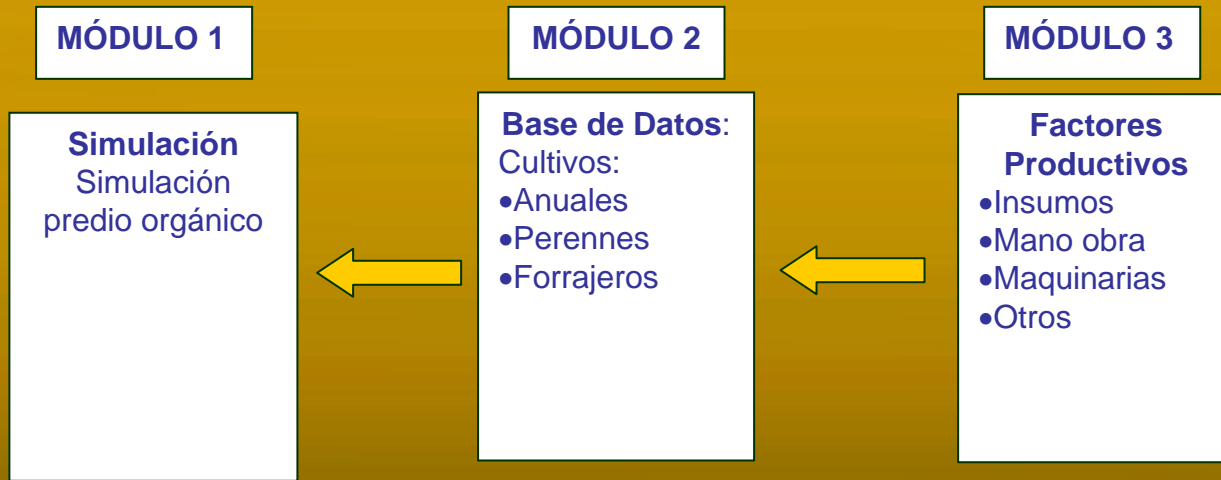 MÓDULO 1
Simulación
Simulación
predio orgánico
MÓDULO 2
Base de Datos:
Cultivos:
•Anuales
•Perennes
•Forrajeros
MÓDULO 3
Factores
Productivos
•Insumos
•Mano obra
•Maquinarias
•Otros